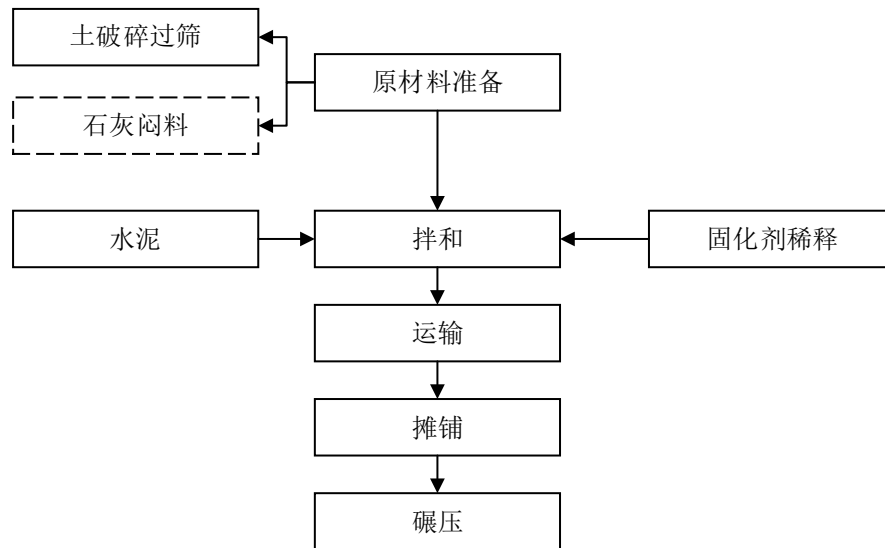 土破碎过筛
原材料准备
石灰闷料
水泥
拌和
固化剂稀释
运输
摊铺
碾压